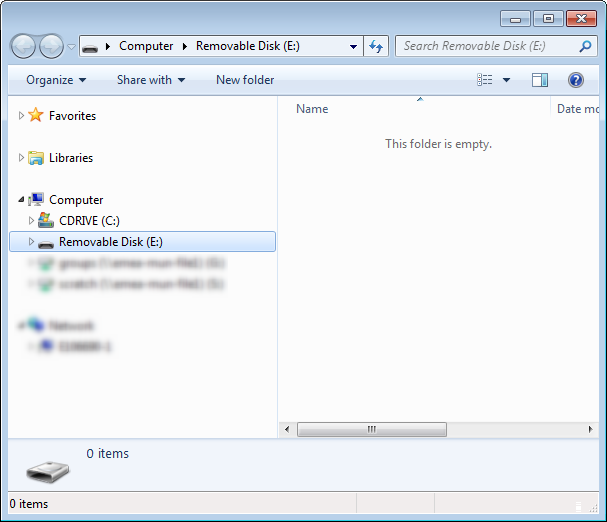 Computer Removable Disk (E:) Search Removable Disk (E:)
Organize Share with New folder
Favorites
Libraries
Computer
CDRIVE (C:)
Removable Disk (E:)
Name Date mo
This folder is empty.
0 items
0 items